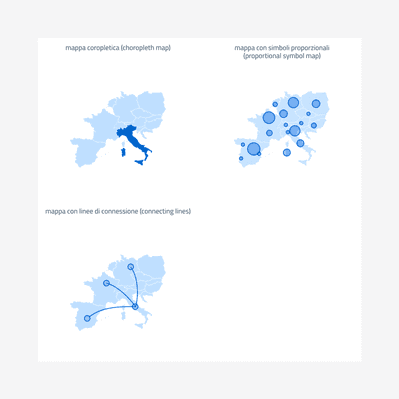 mappa coropletica (choropleth map)
mappa con simboli proporzionali
(proportional symbol map)
mappa con linee di connessione (connecting lines)